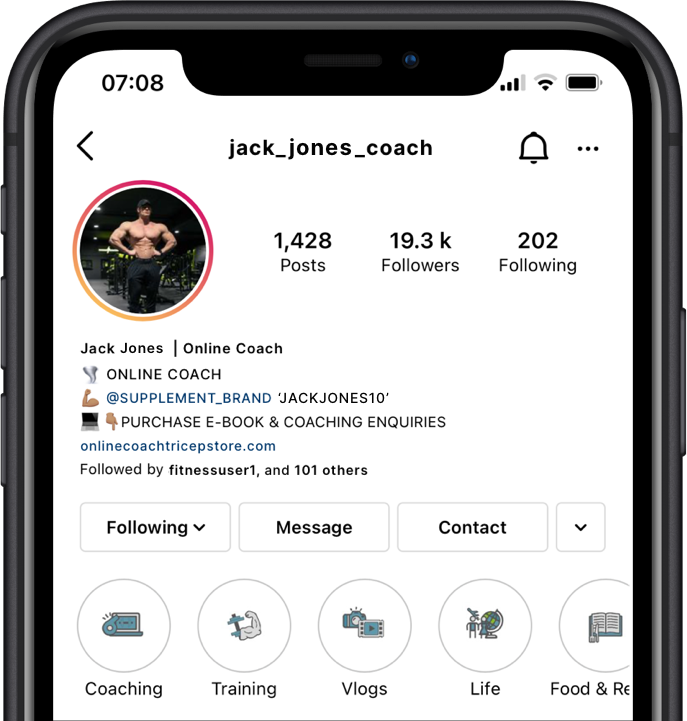 07:08
jack_jones_coach
1,428 19.3 k 202
Posts Followers Following
Jack Jones | Online Coach
ONLINE COACH
@SUPPLEMENT_BRAND ‘JACKJONES10’
PURCHASE E-BOOK & COACHING ENQUIRIES
onlinecoachtricepstore.com
Followed by fitnessuser1, and 101 others
Following Message Contact
Coaching Training Vlogs Life Food & Re